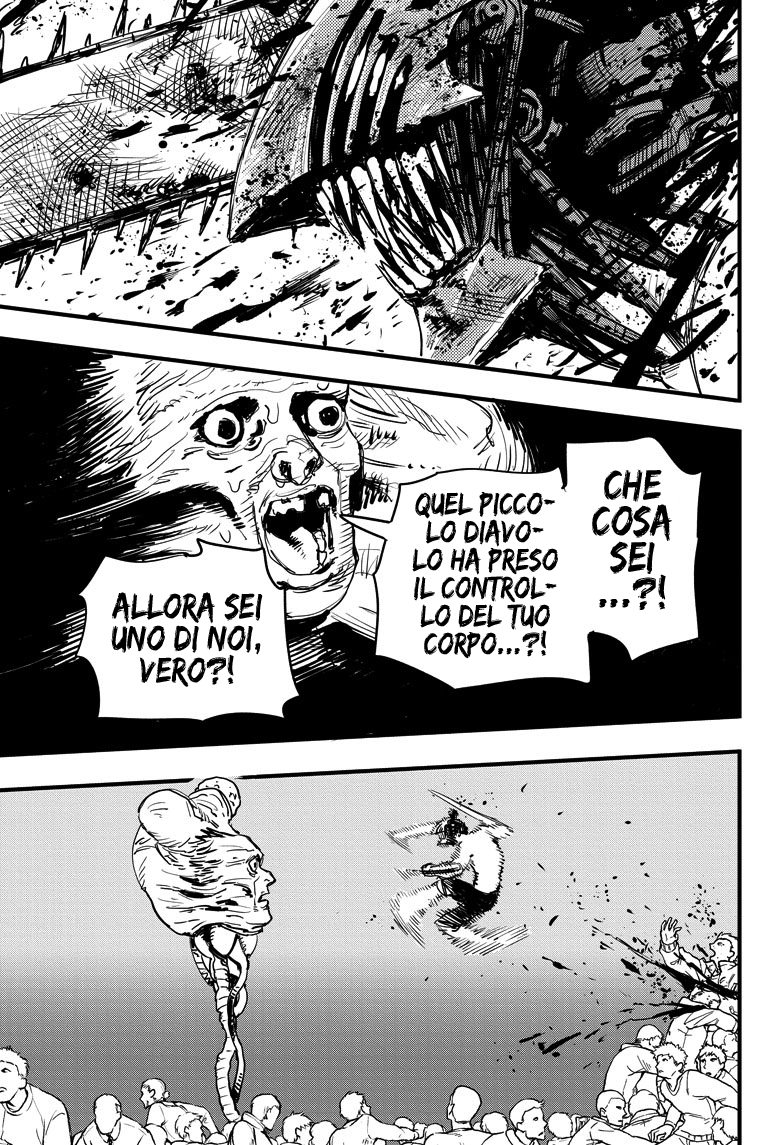 CHE
COSA
SEI
...?!
QUEL PICCO-
LO DIAVO-
LO HA PRESO
IL CONTROL-
LO DEL TUO
CORPO...?!
ALLORA SEI
UNO DI NOI,
VERO?!